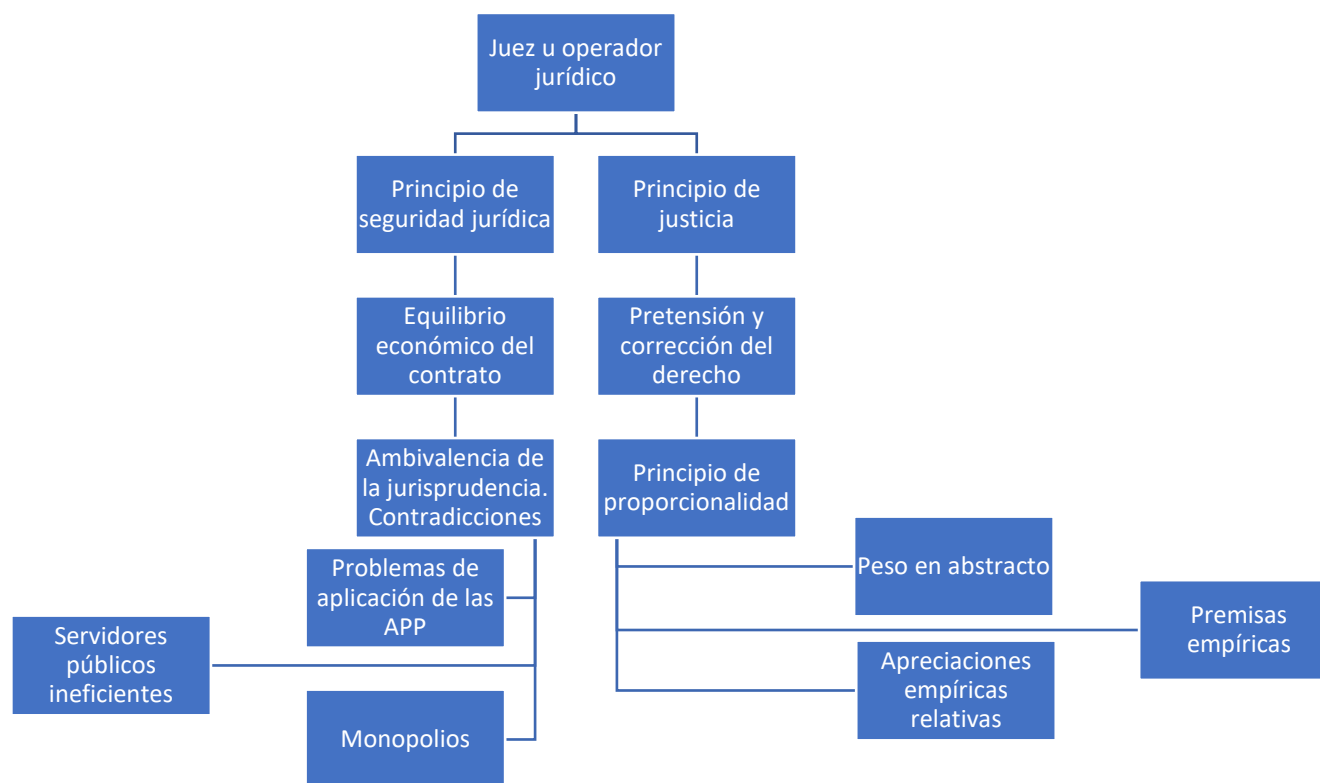 Juez u operador
jurídico
Principio de
seguridad jurídica
Principio de
justicia
Equilibrio
económico del
contrato
Pretensión y
corrección del
derecho
Ambivalencia de
la jurisprudencia.
Contradicciones
Principio de
proporcionalidad
Problemas de
aplicación de las
APP
Peso en abstracto
Servidores
públicos
ineficientes
Premisas
empíricas
Monopolios
Apreciaciones
empíricas
relativas